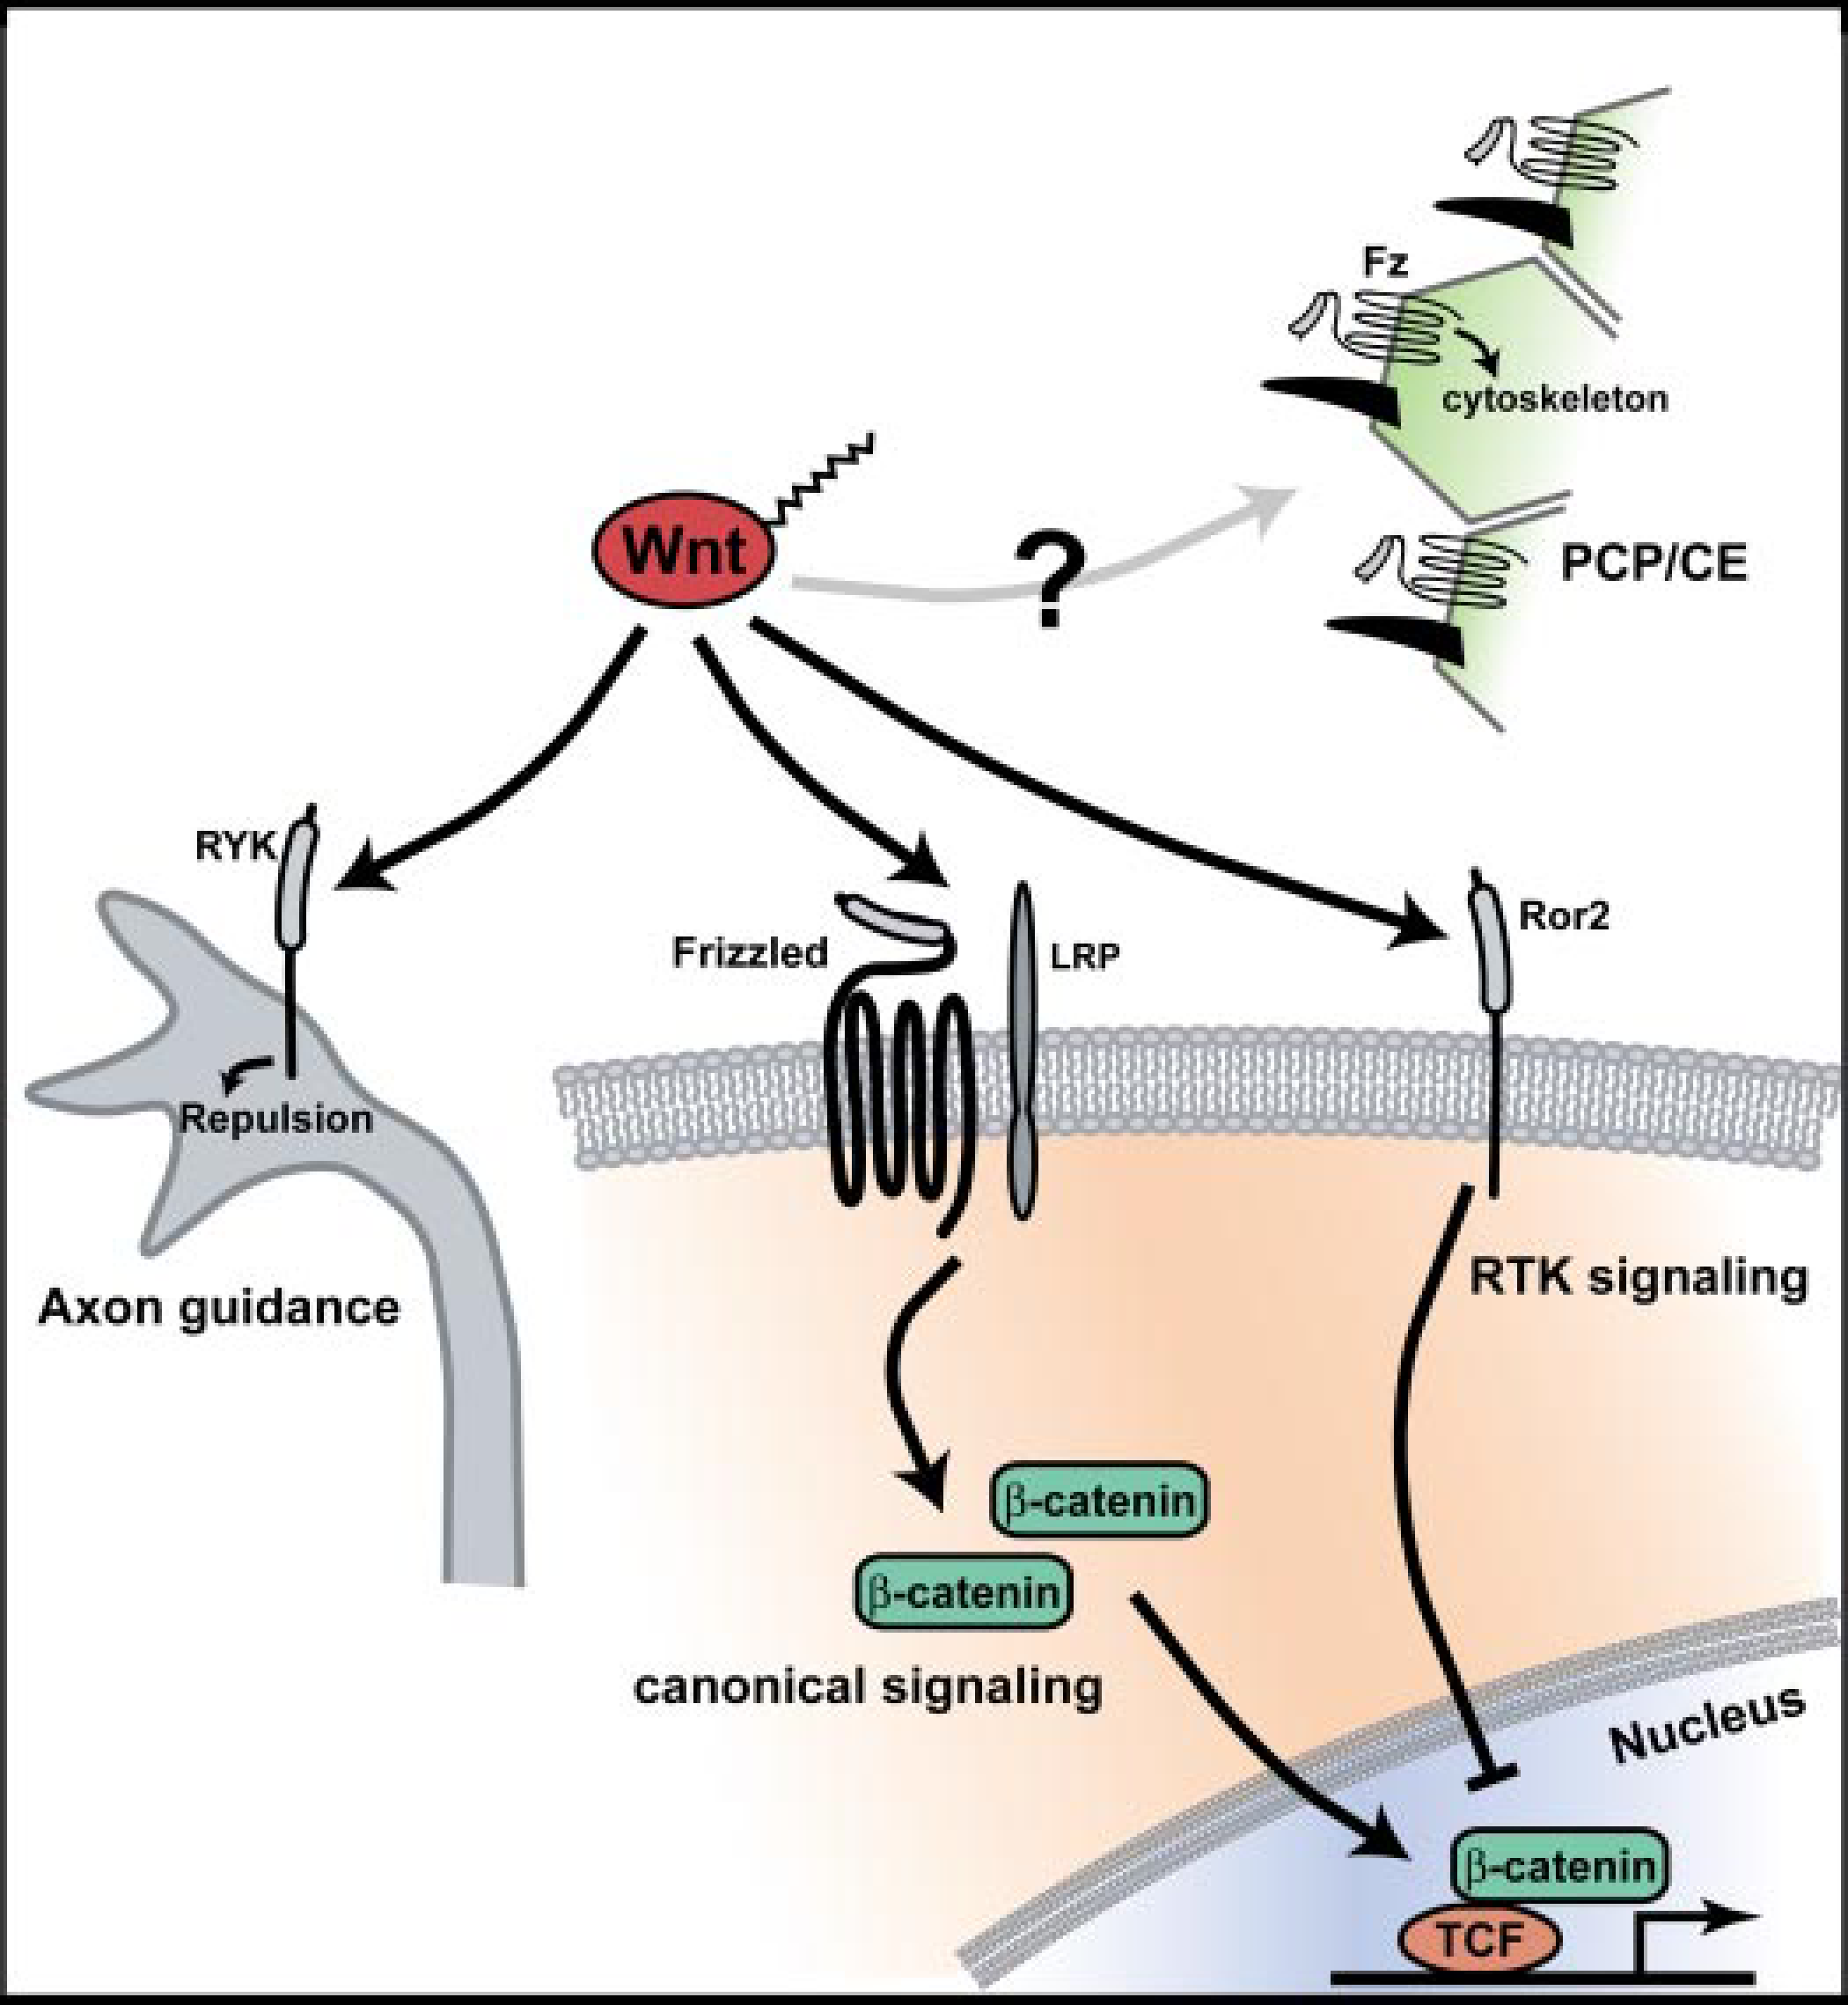 Fz
cytoskeleton
Wnt
?
PCP/CE
RYK
Ror2
Frizzled
LRP
Repulsion
Axon guidance
RTK signaling
β-catenin
β-catenin
canonical signaling
Nucleus
β-catenin
TCF